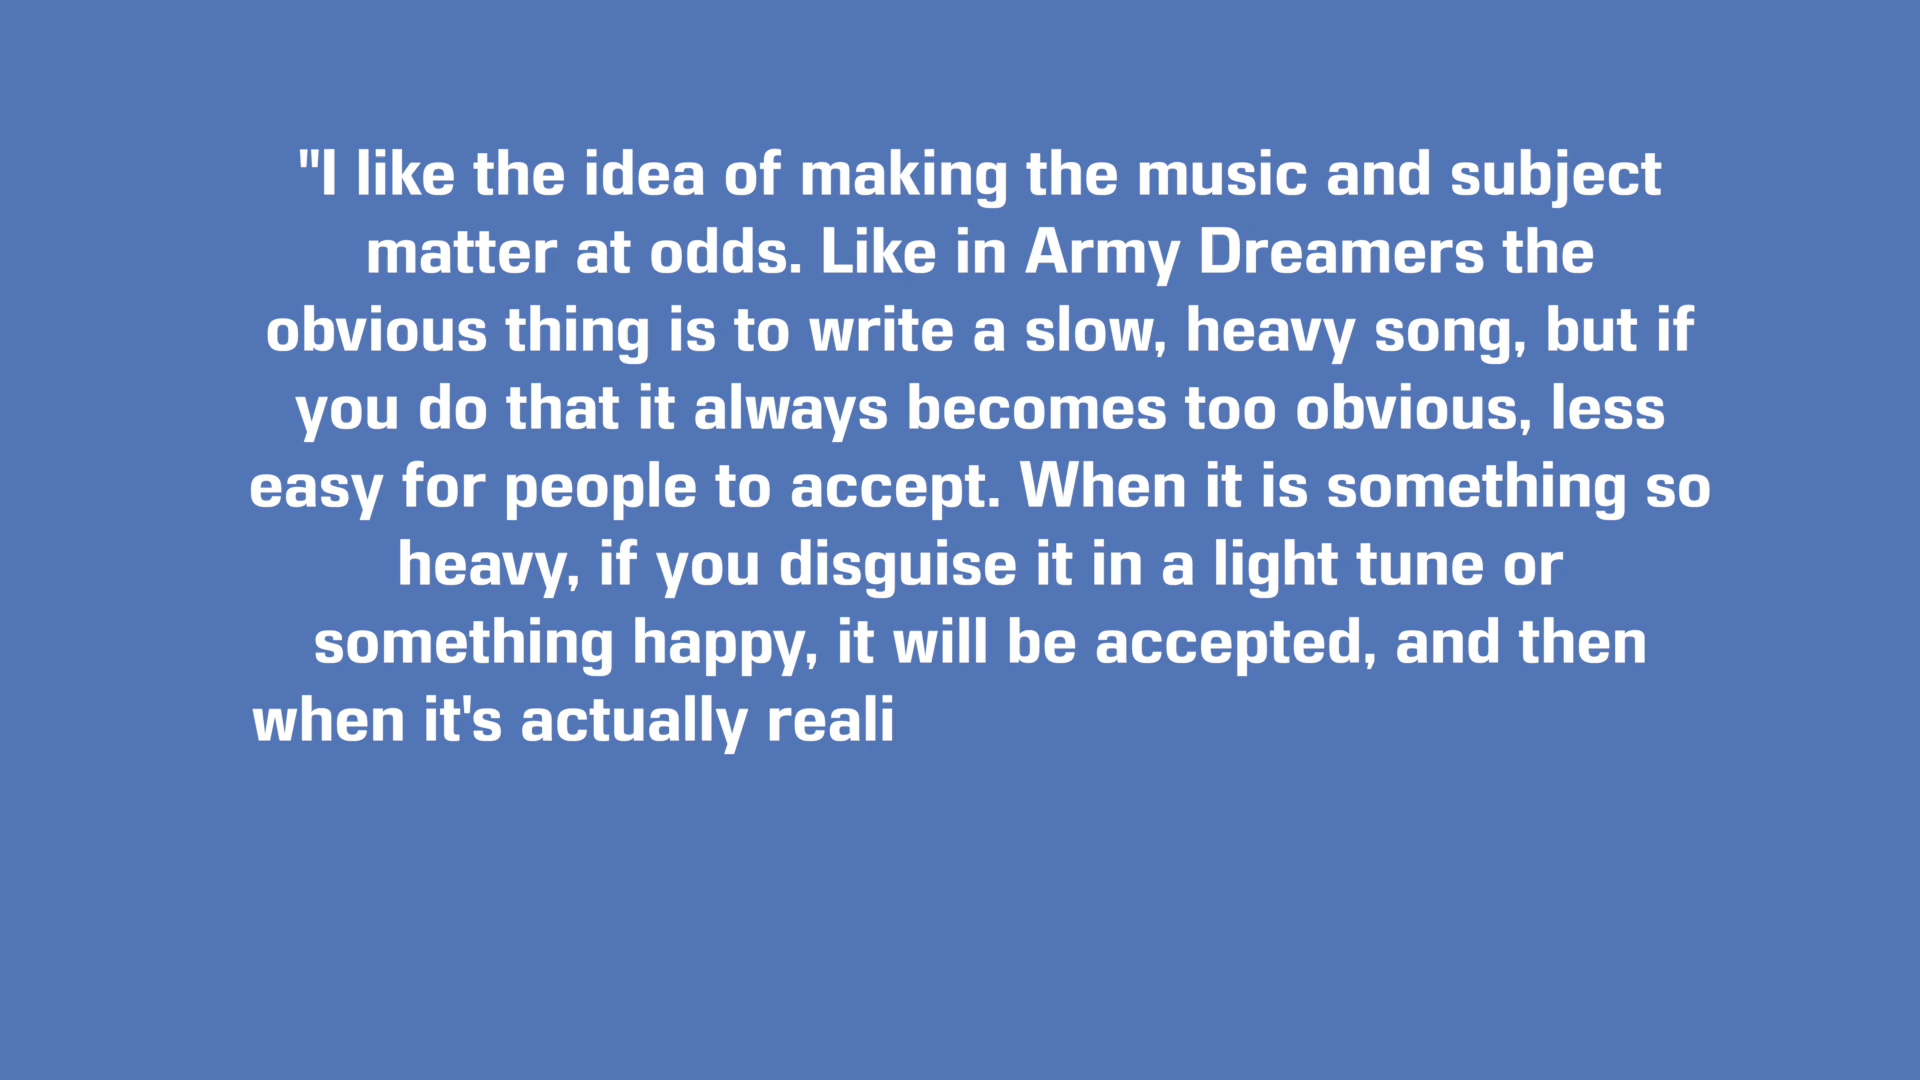 "I like the idea of making the music and subject
matter at odds. Like in Army Dreamers the
obvious thing is to write a slow, heavy song, but if
you do that it always becomes too obvious, less
easy for people to accept. When it is something so
heavy, if you disguise it in a light tune or
something happy, it will be accepted, and then
when it's actually reali